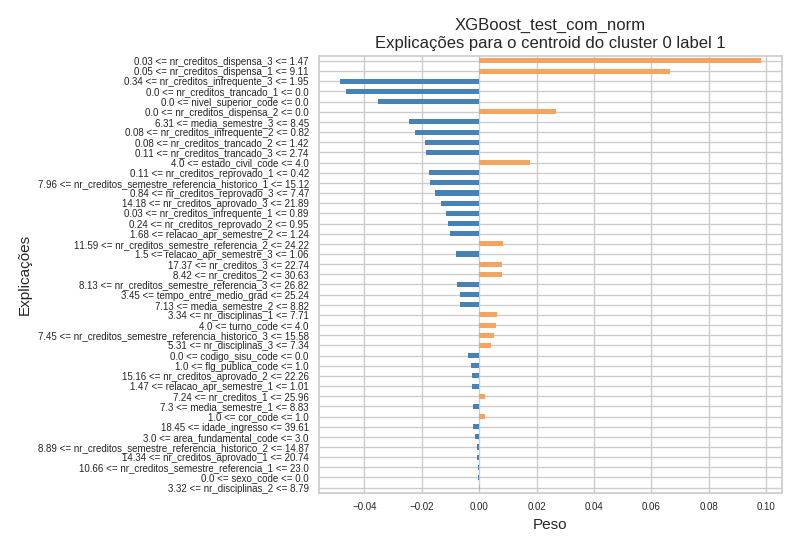 XGBoost_test_com_norm
Explicações para o centroid do cluster 0 label 1
0.03 <= nr_creditos_dispensa_3 <= 1.47
0.05 <= nr_creditos_dispensa_1 <= 9.11
0.34 <= nr_creditos_infrequente_3 <= 1.95
0.0 <= nr_creditos_trancado_1 <= 0.0
0.0 <= nivel_superior_code <= 0.0
0.0 <= nr_creditos_dispensa_2 <= 0.0
6.31 <= media_semestre_3 <= 8.45
0.08 <= nr_creditos_infrequente_2 <= 0.82
0.08 <= nr_creditos_trancado_2 <= 1.42
0.11 <= nr_creditos_trancado_3 <= 2.74
4.0 <= estado_civil_code <= 4.0
0.11 <= nr_creditos_reprovado_1 <= 0.42
7.96 <= nr_creditos_semestre_referencia_historico_1 <= 15.12
0.84 <= nr_creditos_reprovado_3 <= 7.47
14.18 <= nr_creditos_aprovado_3 <= 21.89
0.03 <= nr_creditos_infrequente_1 <= 0.89
0.24 <= nr_creditos_reprovado_2 <= 0.95
1.68 <= relacao_apr_semestre_2 <= 1.24
11.59 <= nr_creditos_semestre_referencia_2 <= 24.22
1.5 <= relacao_apr_semestre_3 <= 1.06
17.37 <= nr_creditos_3 <= 22.74
8.42 <= nr_creditos_2 <= 30.63
8.13 <= nr_creditos_semestre_referencia_3 <= 26.82
3.45 <= tempo_entre_medio_grad <= 25.24
7.13 <= media_semestre_2 <= 8.82
3.34 <= nr_disciplinas_1 <= 7.71
4.0 <= turno_code <= 4.0
7.45 <= nr_creditos_semestre_referencia_historico_3 <= 15.58
5.31 <= nr_disciplinas_3 <= 7.34
0.0 <= codigo_sisu_code <= 0.0
1.0 <= flg_publica_code <= 1.0
15.16 <= nr_creditos_aprovado_2 <= 22.26
1.47 <= relacao_apr_semestre_1 <= 1.01
7.24 <= nr_creditos_1 <= 25.96
7.3 <= media_semestre_1 <= 8.83
1.0 <= cor_code <= 1.0
18.45 <= idade_ingresso <= 39.61
3.0 <= area_fundamental_code <= 3.0
8.89 <= nr_creditos_semestre_referencia_historico_2 <= 14.87
14.34 <= nr_creditos_aprovado_1 <= 20.74
10.66 <= nr_creditos_semestre_referencia_1 <= 23.0
0.0 <= sexo_code <= 0.0
3.32 <= nr_disciplinas_2 <= 8.79
Explicações
−0.04 −0.02 0.00 0.02 0.04 0.06 0.08 0.10
Peso